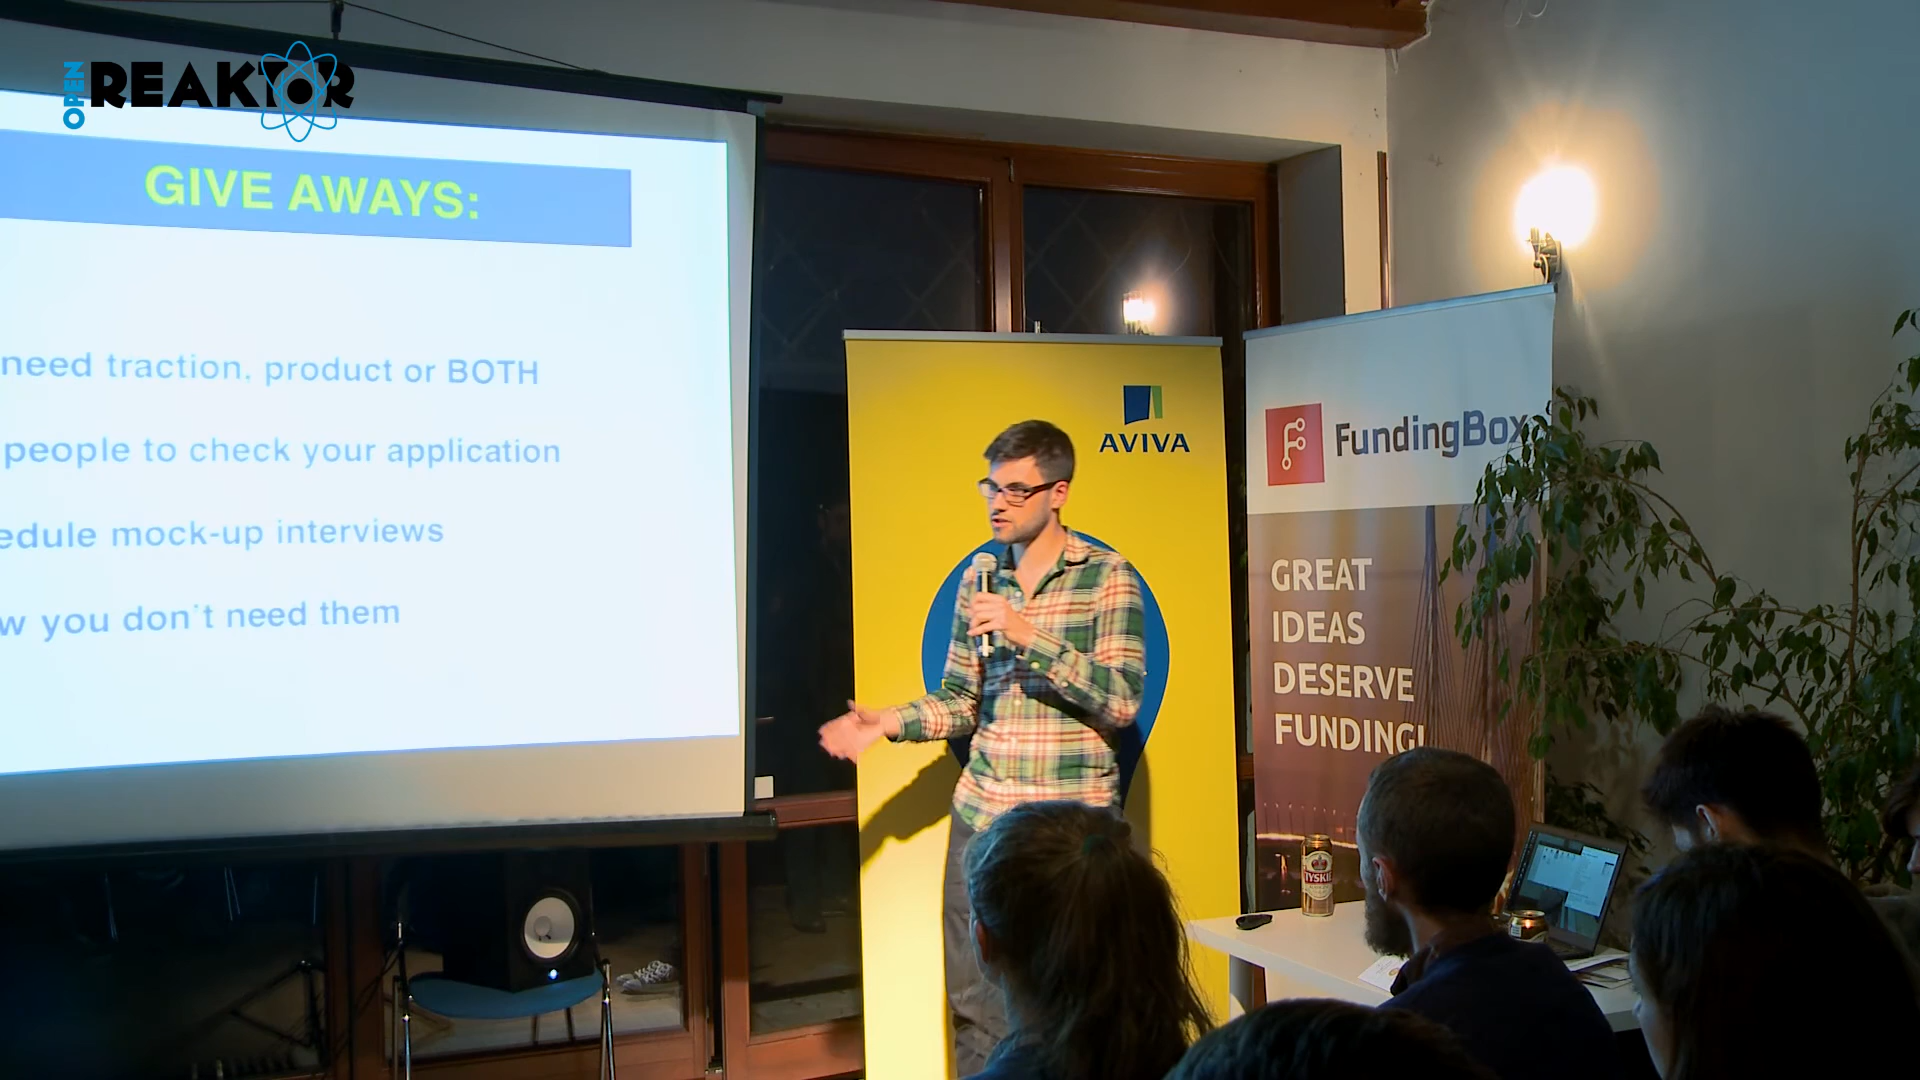 OPEN REAKTOR
GIVE AWAYS:
need traction, product or BOTH
people to check your application
edule mock-up interviews
w you don't need them
AVIVA
FundingBox
GREAT
IDEAS
DESERVE
FUNDING!
TYSKIE